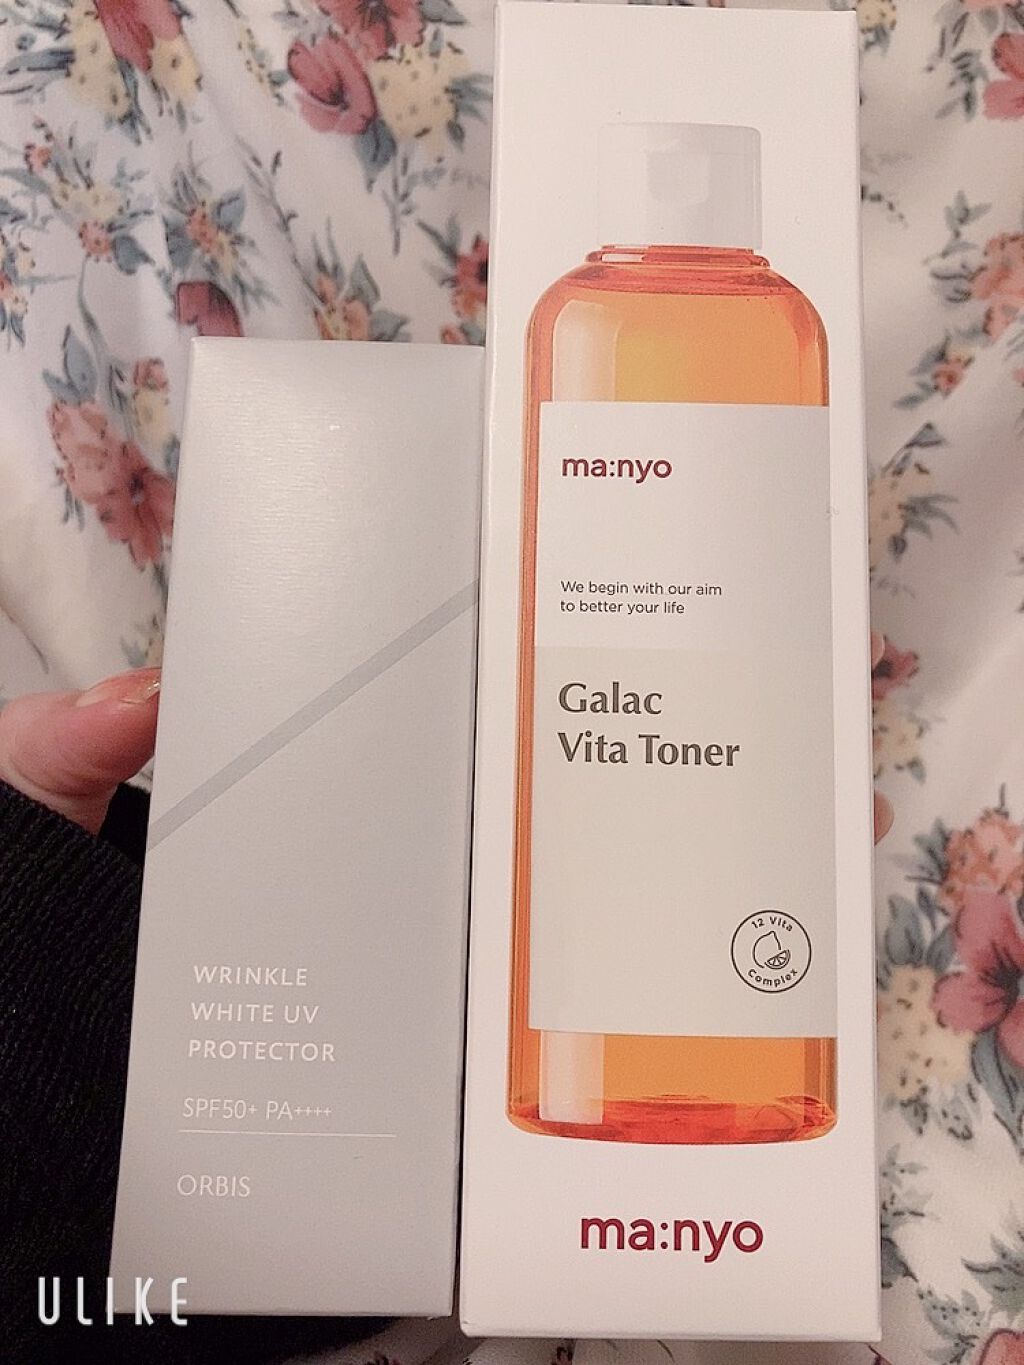 WRINKLE
WHITE UV
PROTECTOR
SPF50+ PA++++
ORBIS
ma:nyo
We begin with our aim
to better your life
Galac
Vita Toner
12 Vita
Complex
ma:nyo
ULIKE